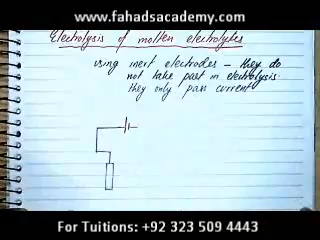 www.fahadsacademy.com
Electrolysis of molten electrolytes
using inert electrodes - they do
not take part in electrolysis.
they only pass current
For Tuitions: +92 323 509 4443